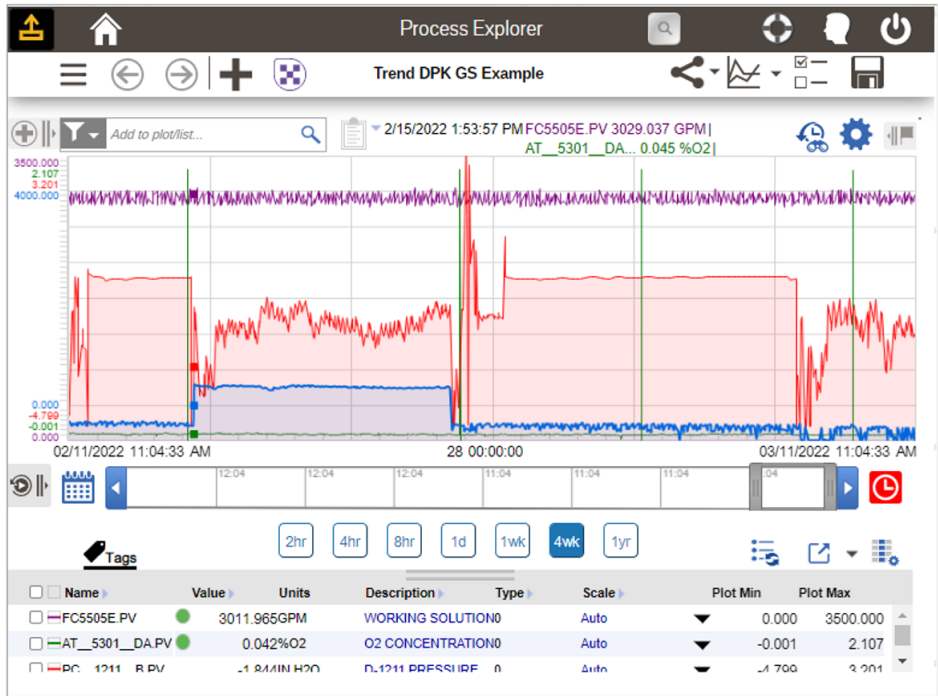 Process Explorer
Trend DPK GS Example
Add to plot/list...
2/15/2022 1:53:57 PM FC5505E.PV 3029.037 GPM|
AT__5301__DA... 0.045 %O2|
3500.000
2.107
3.201
4000.000
0.000
-4.799
-0.001
0.000
02/11/2022 11:04:33 AM 28 00:00:00 03/11/2022 11:04:33 AM
12:04 12:04 12:04 11:04 11:04 11:04 :04
2hr 4hr 8hr 1d 1wk 4wk 1yr
Tags
Name Value Units Description Type Scale Plot Min Plot Max
FC5505E.PV 3011.965GPM WORKING SOLUTION0 Auto 0.000 3500.000
AT__5301__DA.PV 0.042%O2 O2 CONCENTRATION0 Auto -0.001 2.107
PC__1211__B.PV -1.844IN H2O D-1211 PRESSURE 0 Auto -4.799 3.201